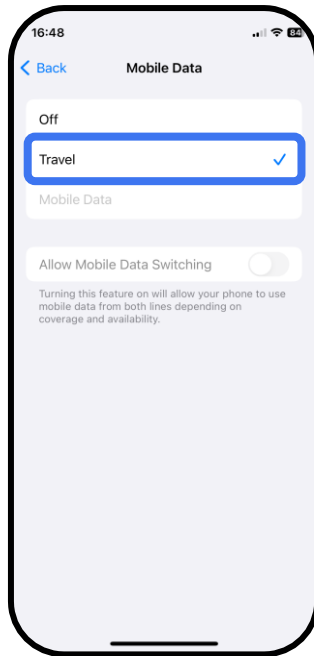 16:48
84
Back
Mobile Data
Off
Travel
Mobile Data
Allow Mobile Data Switching
Turning this feature on will allow your phone to use
mobile data from both lines depending on
coverage and availability.